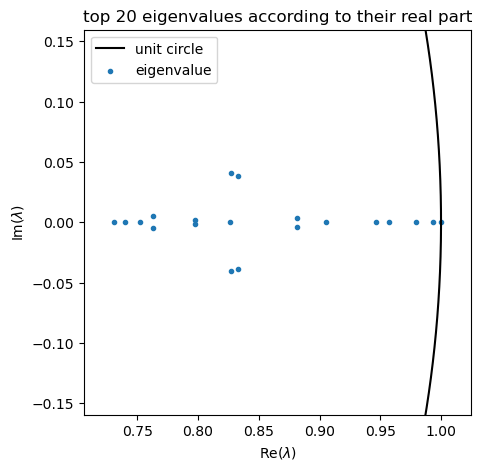 top 20 eigenvalues according to their real part
unit circle
eigenvalue
0.15
0.10
0.05
0.00
−0.05
−0.10
−0.15
Im(λ)
0.75
0.80
0.85
0.90
0.95
1.00
Re(λ)